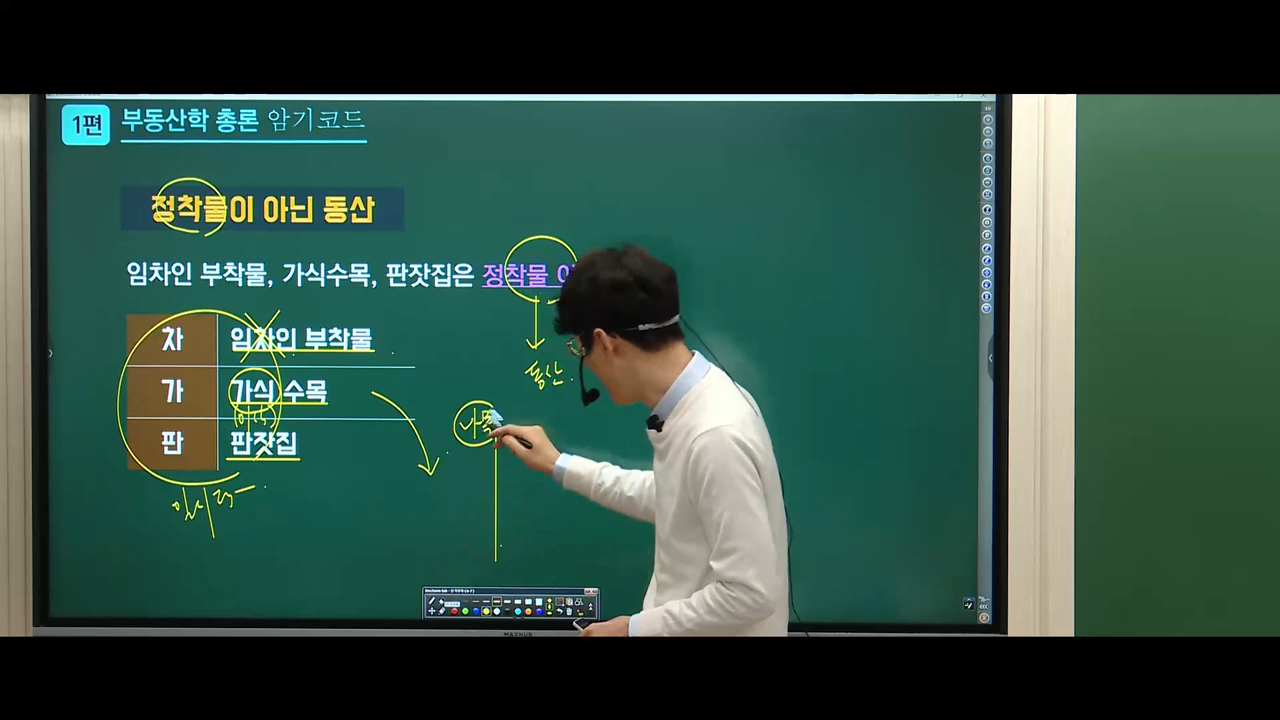 1편 부동산학 총론 암기코드
정착물이 아닌 동산
임차인 부착물, 가식수목, 판잣집은 정착물
차 임차인 부착물
가 가식 수목
판 판잣집
동산
MAXHUB